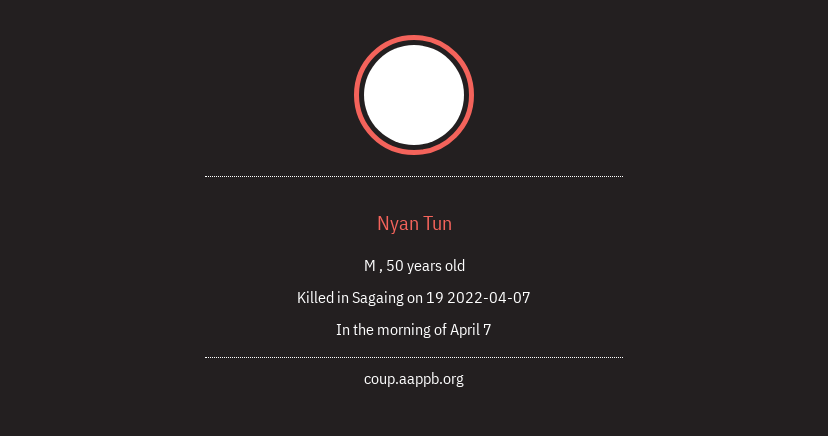 Nyan Tun
M , 50 years old
Killed in Sagaing on 19 2022-04-07
In the morning of April 7
coup.aappb.org